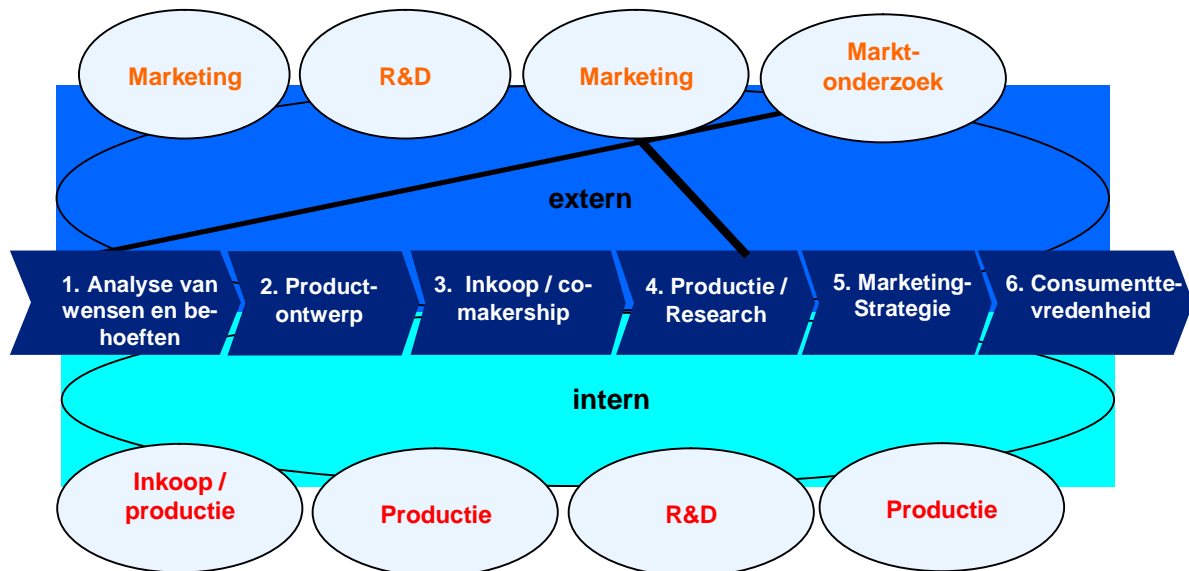 Marketing
R&D
Marketing
Markt-
onderzoek
extern
1. Analyse van
wensen en be-
hoeften
2. Product-
ontwerp
3. Inkoop / co-
makership
4. Productie /
Research
5. Marketing-
Strategie
6. Consumentte-
vredenheid
intern
Inkoop /
productie
Productie
R&D
Productie